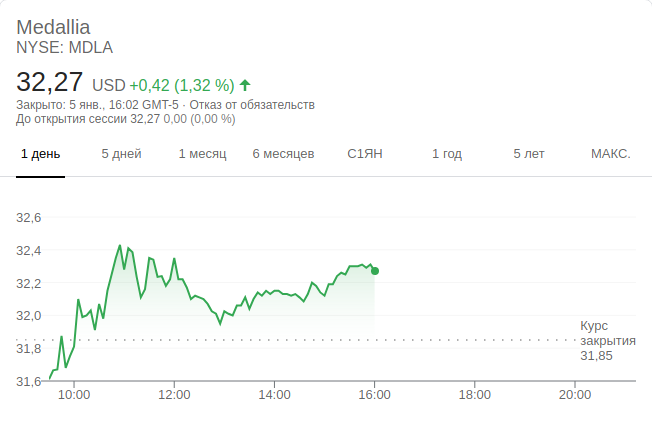 Medallia
NYSE: MDLA
32,27 USD +0,42 (1,32 %)
Закрыто: 5 янв., 16:02 GMT-5 · Отказ от обязательств
До открытия сессии 32,27 0,00 (0,00 %)
1 день 5 дней 1 месяц 6 месяцев С1ЯН 1 год 5 лет МАКС.
32,6
32,4
32,2
32,0
31,8
31,6
Курс
закрытия
31,85
10:00 12:00 14:00 16:00 18:00 20:00